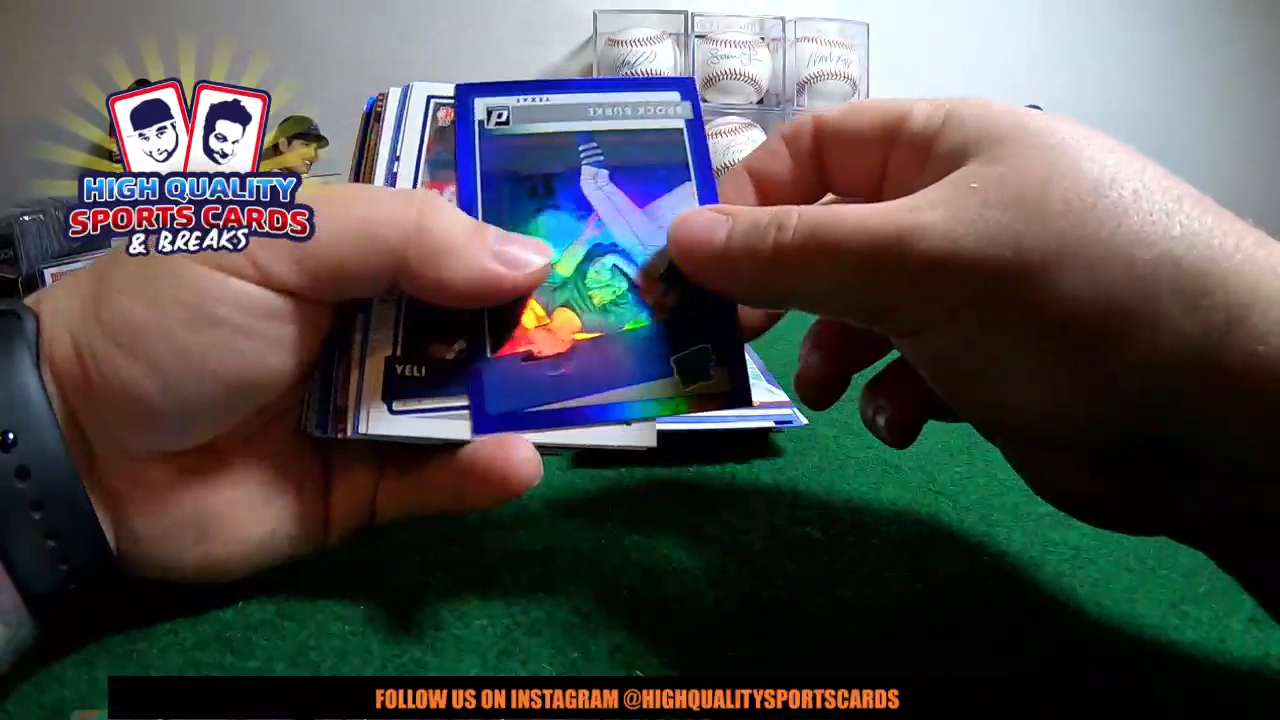 HIGH QUALITY
SPORTS CARDS
& BREAKS
TEXAS
BROCK BURKE
YELI
FOLLOW US ON INSTAGRAM @HIGHQUALITYSPORTSCARDS